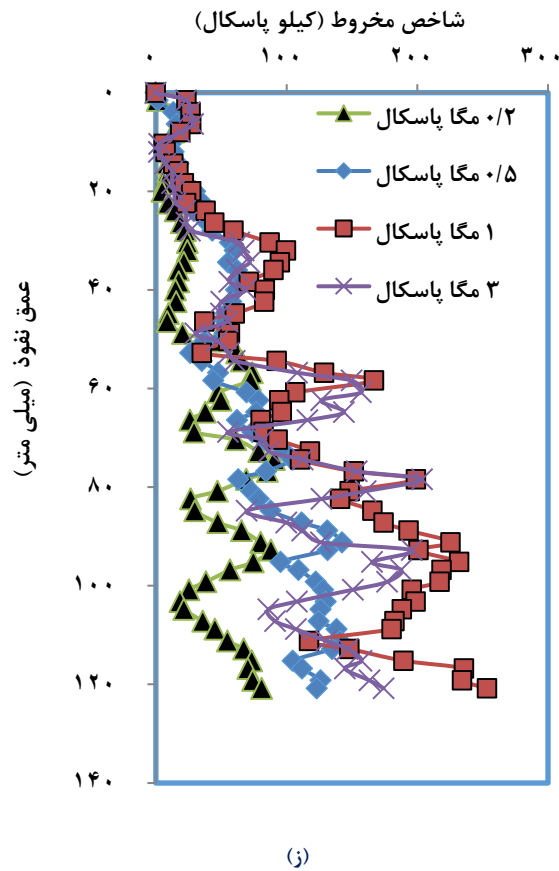 شاخص مخروط (کیلو پاسکال)
۰ ۱۰۰ ۲۰۰ ۳۰۰
۰
۲۰
۴۰
۶۰
۸۰
۱۰۰
۱۲۰
۱۴۰
عمق نفوذ (میلی متر)
۰/۲ مگا پاسکال
۰/۵ مگا پاسکال
۱ مگا پاسکال
۳ مگا پاسکال
(ز)